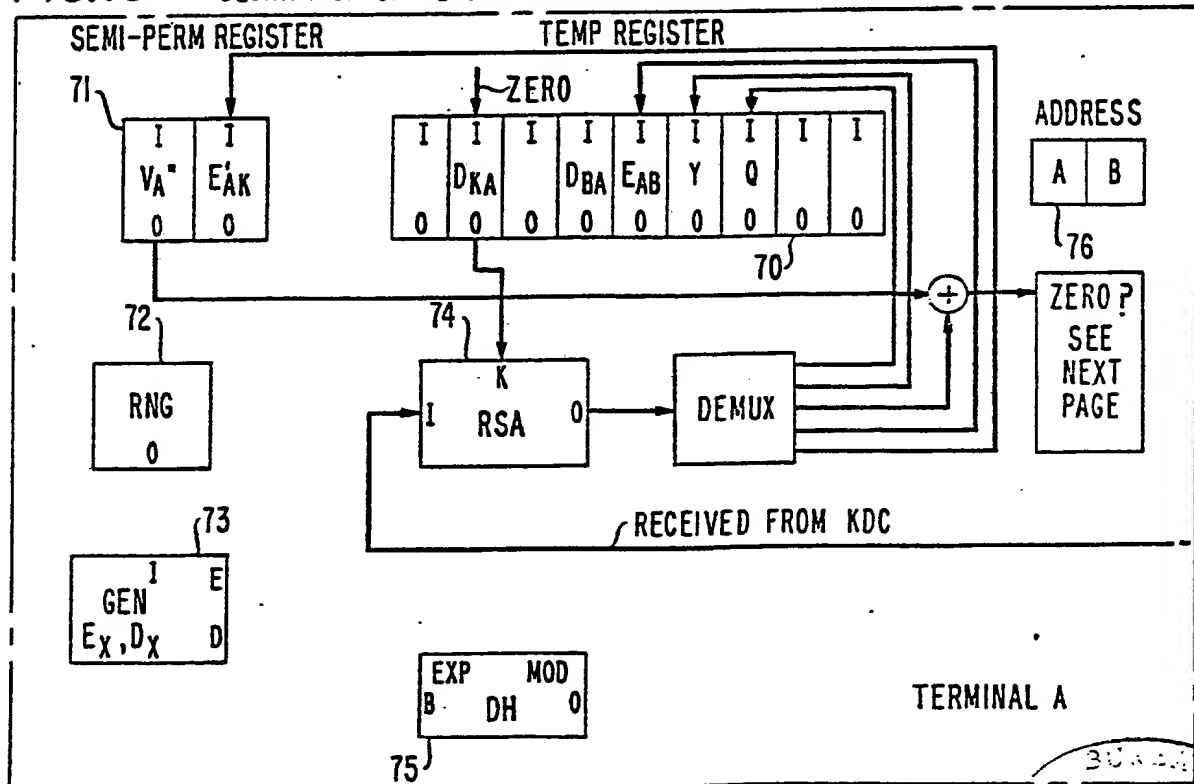 SEMI-PERM REGISTER
TEMP REGISTER
71
ZERO
I I
V_A" E'_AK
0 0
I I I I I I I I I
D_KA D_BA E_AB Y Q
0 0 0 0 0 0 0 0 0
70
ADDRESS
A B
76
72
RNG
0
74
K
I RSA 0
DEMUX
+
ZERO?
SEE
NEXT
PAGE
RECEIVED FROM KDC
73
I E
GEN
E_X, D_X D
EXP MOD
B DH 0
75
TERMINAL A